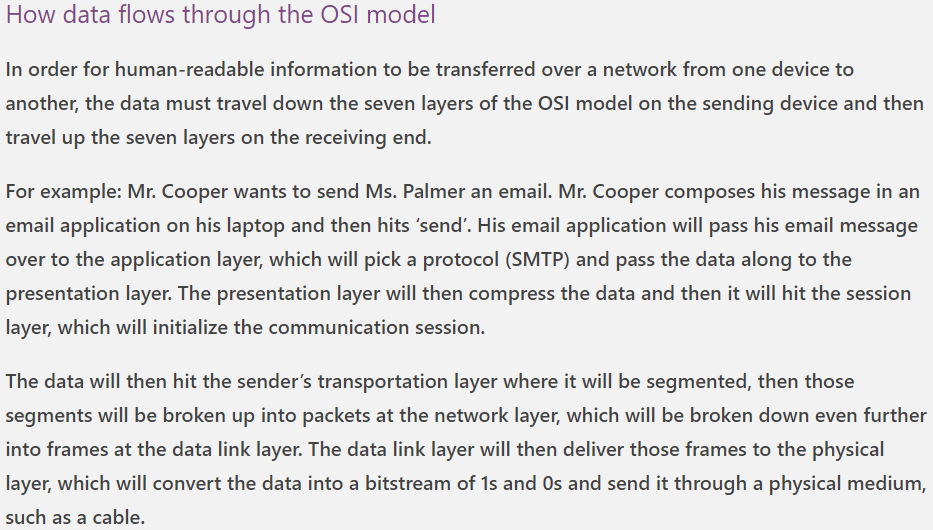 How data flows through the OSI model
In order for human-readable information to be transferred over a network from one device to
another, the data must travel down the seven layers of the OSI model on the sending device and then
travel up the seven layers on the receiving end.
For example: Mr. Cooper wants to send Ms. Palmer an email. Mr. Cooper composes his message in an
email application on his laptop and then hits ‘send’. His email application will pass his email message
over to the application layer, which will pick a protocol (SMTP) and pass the data along to the
presentation layer. The presentation layer will then compress the data and then it will hit the session
layer, which will initialize the communication session.
The data will then hit the sender’s transportation layer where it will be segmented, then those
segments will be broken up into packets at the network layer, which will be broken down even further
into frames at the data link layer. The data link layer will then deliver those frames to the physical
layer, which will convert the data into a bitstream of 1s and 0s and send it through a physical medium,
such as a cable.